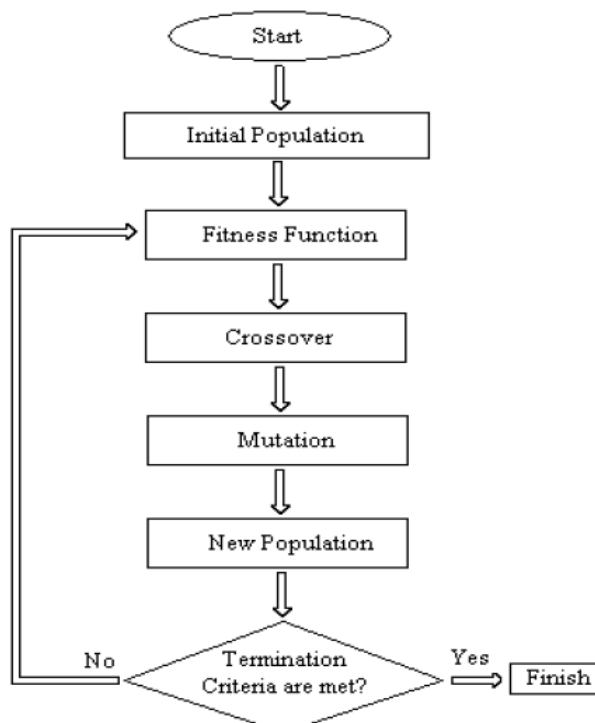 Start
Initial Population
Fitness Function
Crossover
Mutation
New Population
No
Termination
Criteria are met?
Yes
Finish